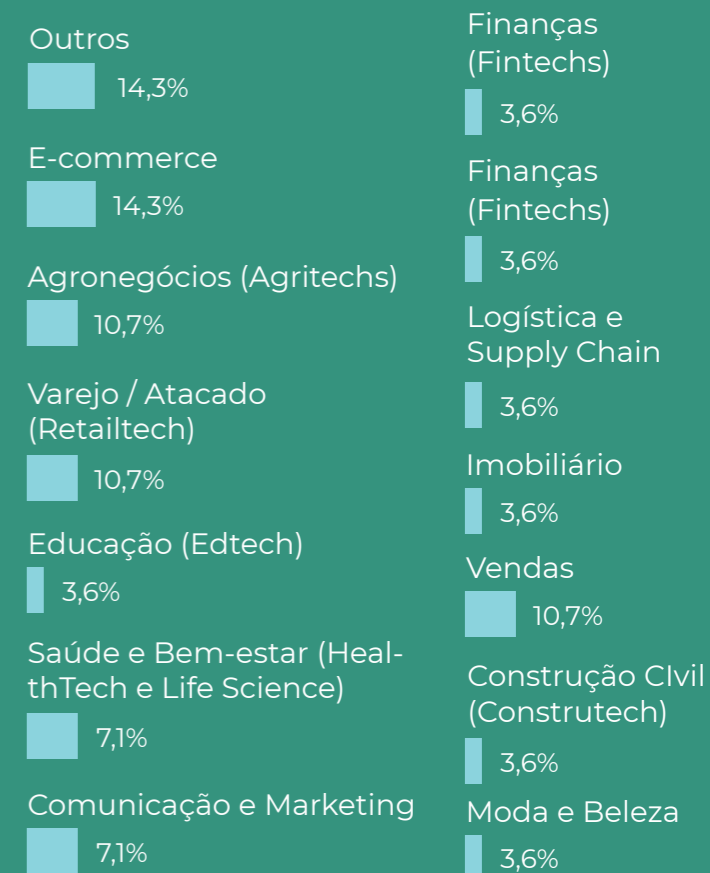 Outros
14,3%
E-commerce
14,3%
Agronegócios (Agritechs)
10,7%
Varejo / Atacado
(Retailtech)
10,7%
Educação (Edtech)
3,6%
Saúde e Bem-estar (Heal-
thTech e Life Science)
7,1%
Comunicação e Marketing
7,1%
Finanças
(Fintechs)
3,6%
Finanças
(Fintechs)
3,6%
Logística e
Supply Chain
3,6%
Imobiliário
3,6%
Vendas
10,7%
Construção CIvil
(Construtech)
3,6%
Moda e Beleza
3,6%